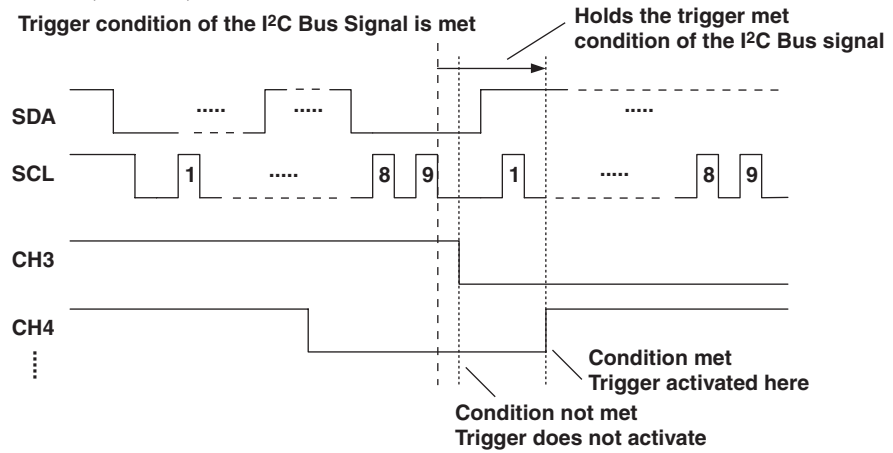 Trigger condition of the I²C Bus Signal is met
Holds the trigger met
condition of the I²C Bus signal
SDA
.....
.....
.....
SCL
1
.....
8
9
1
.....
8
9
CH3
CH4
.....
Condition met
Trigger activated here
Condition not met
Trigger does not activate